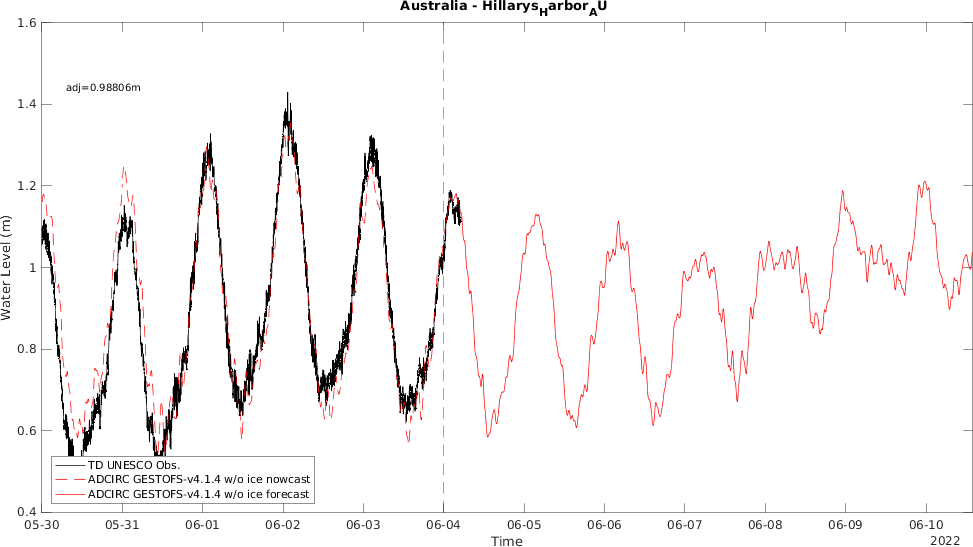 Australia - HillarysHarborAU
1.6
adj=0.98806m
1.4
1.2
1
0.8
0.6
0.4
Water Level (m)
TD UNESCO Obs.
ADCIRC GESTOFS-v4.1.4 w/o ice nowcast
ADCIRC GESTOFS-v4.1.4 w/o ice forecast
05-30 05-31 06-01 06-02 06-03 06-04 06-05 06-06 06-07 06-08 06-09 06-10
Time
2022